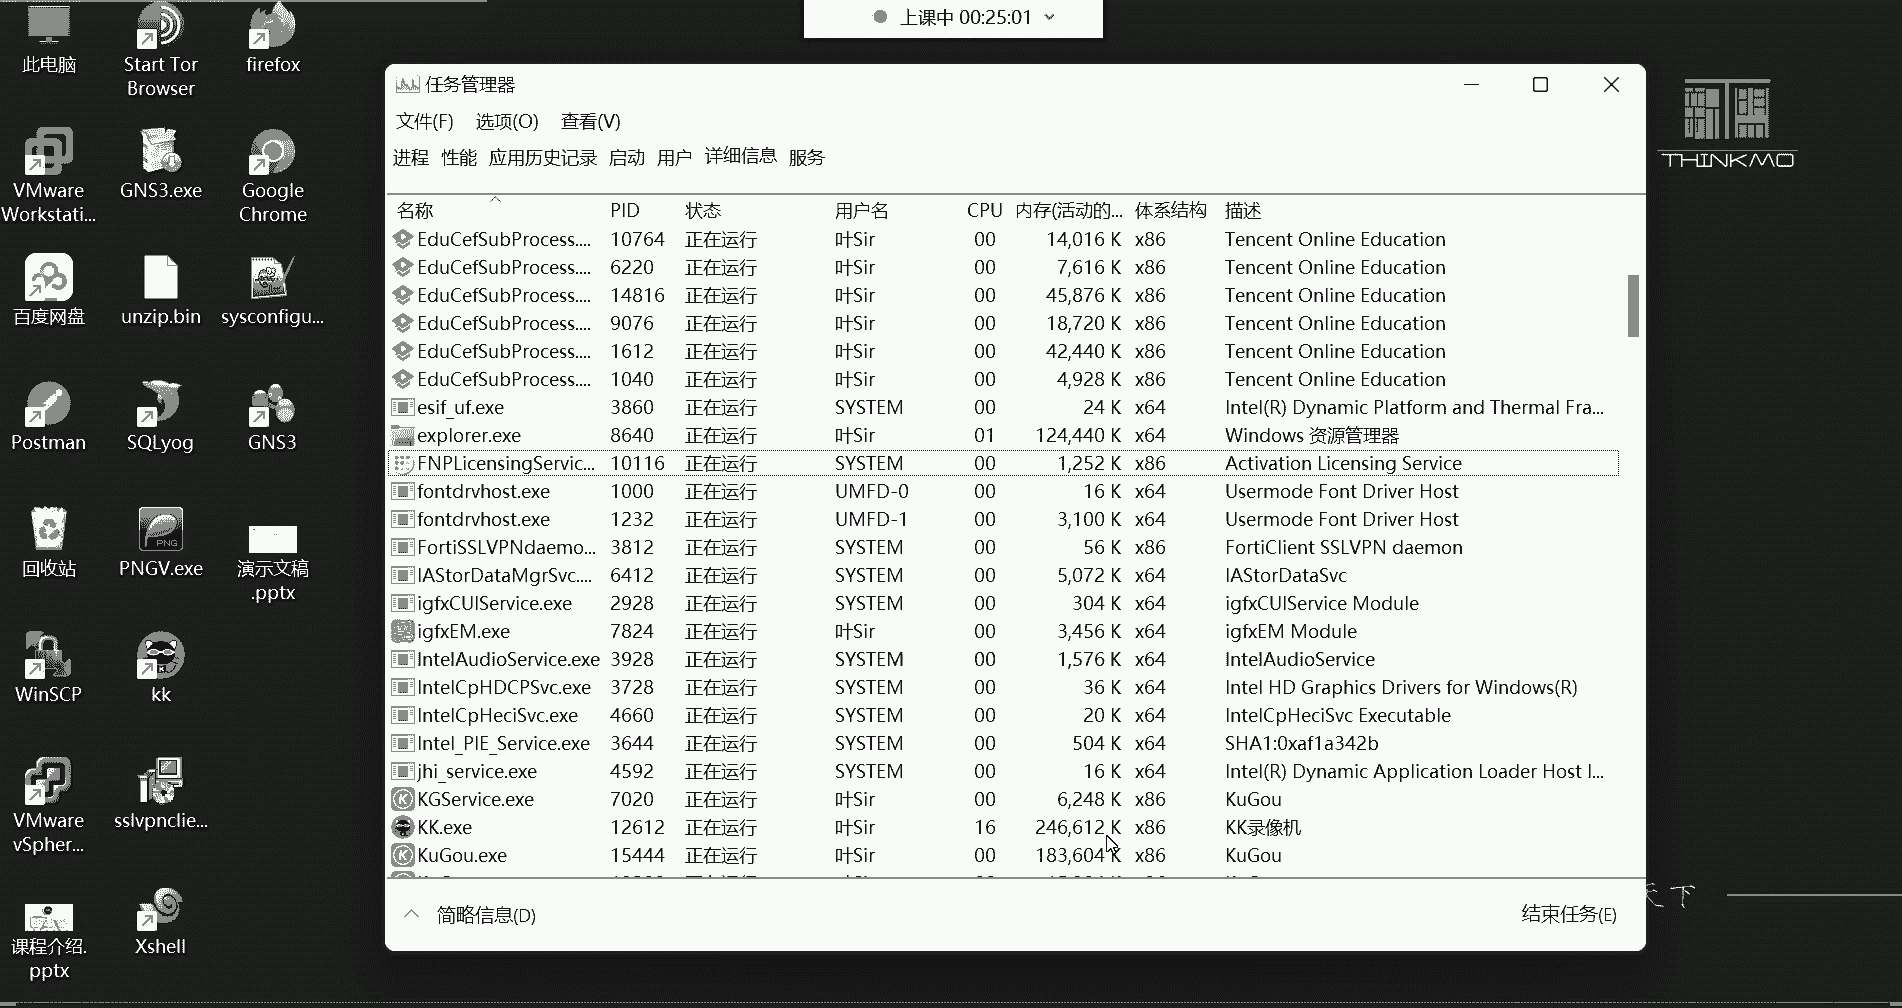 上课中 00:25:01
此电脑
Start Tor
Browser
firefox
VMware
Workstati...
GNS3.exe
Google
Chrome
百度网盘
unzip.bin
sysconfigu...
Postman
SQLyog
GNS3
回收站
PNGV.exe
演示文稿
.pptx
WinSCP
kk
VMware
vSpher...
sslvpnclie...
课程介绍.
pptx
Xshell
THINKMO
任务管理器
文件(F) 选项(O) 查看(V)
进程 性能 应用历史记录 启动 用户 详细信息 服务
名称 PID 状态 用户名 CPU 内存(活动的... 体系结构 描述
EduCefSubProcess.... 10764 正在运行 叶Sir 00 14,016 K x86 Tencent Online Education
EduCefSubProcess.... 6220 正在运行 叶Sir 00 7,616 K x86 Tencent Online Education
EduCefSubProcess.... 14816 正在运行 叶Sir 00 45,876 K x86 Tencent Online Education
EduCefSubProcess.... 9076 正在运行 叶Sir 00 18,720 K x86 Tencent Online Education
EduCefSubProcess.... 1612 正在运行 叶Sir 00 42,440 K x86 Tencent Online Education
EduCefSubProcess.... 1040 正在运行 叶Sir 00 4,928 K x86 Tencent Online Education
esif_uf.exe 3860 正在运行 SYSTEM 00 24 K x64 Intel(R) Dynamic Platform and Thermal Fra...
explorer.exe 8640 正在运行 叶Sir 01 124,440 K x64 Windows 资源管理器
FNPLicensingServic... 10116 正在运行 SYSTEM 00 1,252 K x86 Activation Licensing Service
fontdrvhost.exe 1000 正在运行 UMFD-0 00 16 K x64 Usermode Font Driver Host
fontdrvhost.exe 1232 正在运行 UMFD-1 00 3,100 K x64 Usermode Font Driver Host
FortiSSLVPNdaemo... 3812 正在运行 SYSTEM 00 56 K x86 FortiClient SSLVPN daemon
IAStorDataMgrSvc.... 6412 正在运行 SYSTEM 00 5,072 K x64 IAStorDataSvc
igfxCUIService.exe 2928 正在运行 SYSTEM 00 304 K x64 igfxCUIService Module
igfxEM.exe 7824 正在运行 叶Sir 00 3,456 K x64 igfxEM Module
IntelAudioService.exe 3928 正在运行 SYSTEM 00 1,576 K x64 IntelAudioService
IntelCpHDCPSvc.exe 3728 正在运行 SYSTEM 00 36 K x64 Intel HD Graphics Drivers for Windows(R)
IntelCpHeciSvc.exe 4660 正在运行 SYSTEM 00 20 K x64 IntelCpHeciSvc Executable
Intel_PIE_Service.exe 3644 正在运行 SYSTEM 00 504 K x64 SHA1:0xaf1a342b
jhi_service.exe 4592 正在运行 SYSTEM 00 16 K x64 Intel(R) Dynamic Application Loader Host I...
KGService.exe 7020 正在运行 叶Sir 00 6,248 K x86 KuGou
KK.exe 12612 正在运行 叶Sir 16 246,612 K x86 KK录像机
KuGou.exe 15444 正在运行 叶Sir 00 183,604 K x86 KuGou
简略信息(D)
结束任务(E)
天下